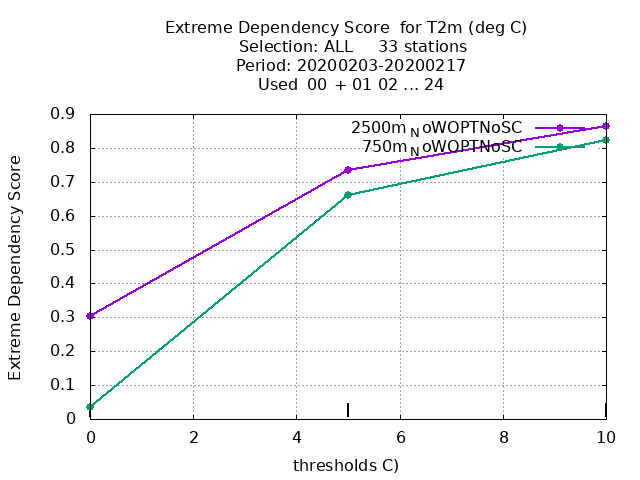 Extreme Dependency Score  for T2m (deg C)
Selection: ALL     33 stations
Period: 20200203-20200217
Used  00 + 01 02 ... 24
2500m_NoWOPTNoSC
750m_NoWOPTNoSC
Extreme Dependency Score
0.9
0.8
0.7
0.6
0.5
0.4
0.3
0.2
0.1
0
0 2 4 6 8 10
thresholds C)